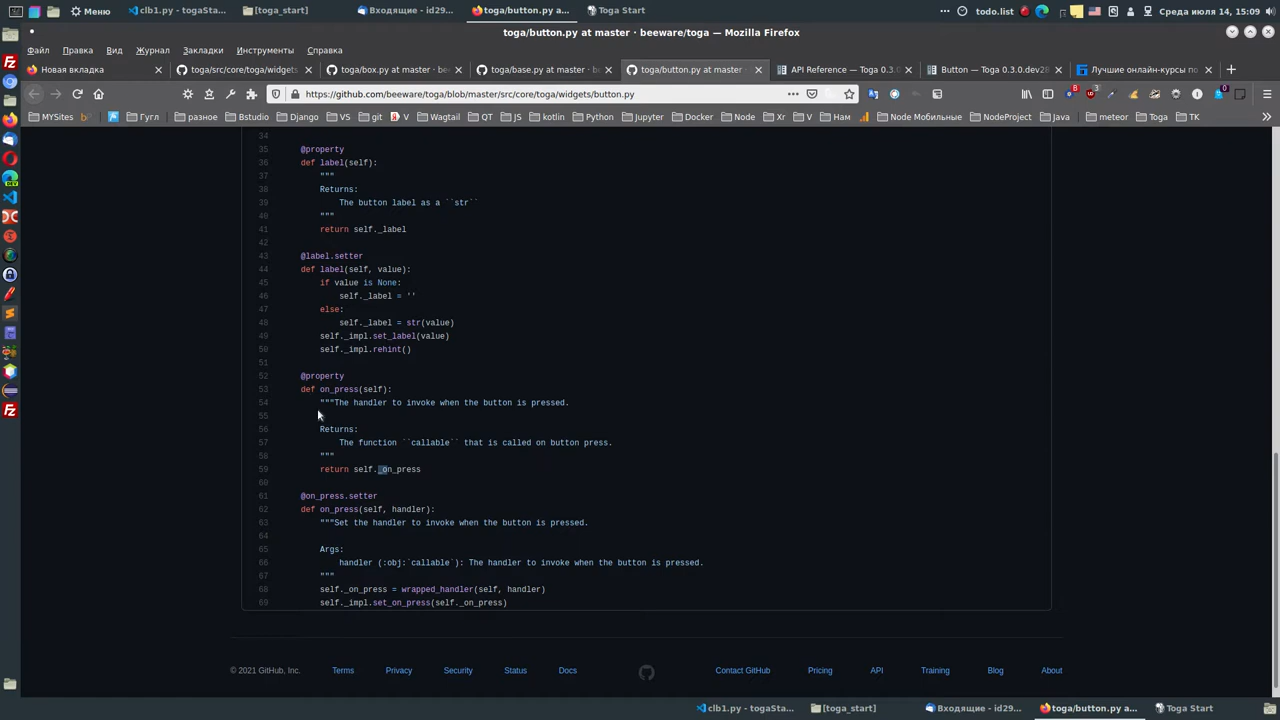 Меню
clb1.py — togaSta...
[toga_start]
Входящие — id29...
toga/button.py a...
Toga Start
todo.list
Среда июля 14, 15:09
toga/button.py at master · beeware/toga — Mozilla Firefox
Файл Правка Вид Журнал Закладки Инструменты Справка
Новая вкладка
toga/src/core/toga/widgets
toga/box.py at master · be
toga/base.py at master · b
toga/button.py at master
API Reference — Toga 0.3.0
Button — Toga 0.3.0.dev28
Лучшие онлайн-курсы по
https://github.com/beeware/toga/blob/master/src/core/toga/widgets/button.py
MYSites Гугл разное Bstudio Django VS git V Wagtail QT JS kotlin Python Jupyter Docker Node Xr V Нам Node Мобильные NodeProject Java meteor Toga TK
34
35 @property
36 def label(self):
37 """
38 Returns:
39 The button label as a ``str``
40 """
41 return self._label
42
43 @label.setter
44 def label(self, value):
45 if value is None:
46 self._label = ''
47 else:
48 self._label = str(value)
49 self._impl.set_label(value)
50 self._impl.rehint()
51
52 @property
53 def on_press(self):
54 """The handler to invoke when the button is pressed.
55
56 Returns:
57 The function ``callable`` that is called on button press.
58 """
59 return self._on_press
60
61 @on_press.setter
62 def on_press(self, handler):
63 """Set the handler to invoke when the button is pressed.
64
65 Args:
66 handler (:obj:`callable`): The handler to invoke when the button is pressed.
67 """
68 self._on_press = wrapped_handler(self, handler)
69 self._impl.set_on_press(self._on_press)
© 2021 GitHub, Inc. Terms Privacy Security Status Docs Contact GitHub Pricing API Training Blog About
clb1.py — togaSta...
[toga_start]
Входящие — id29...
toga/button.py a...
Toga Start